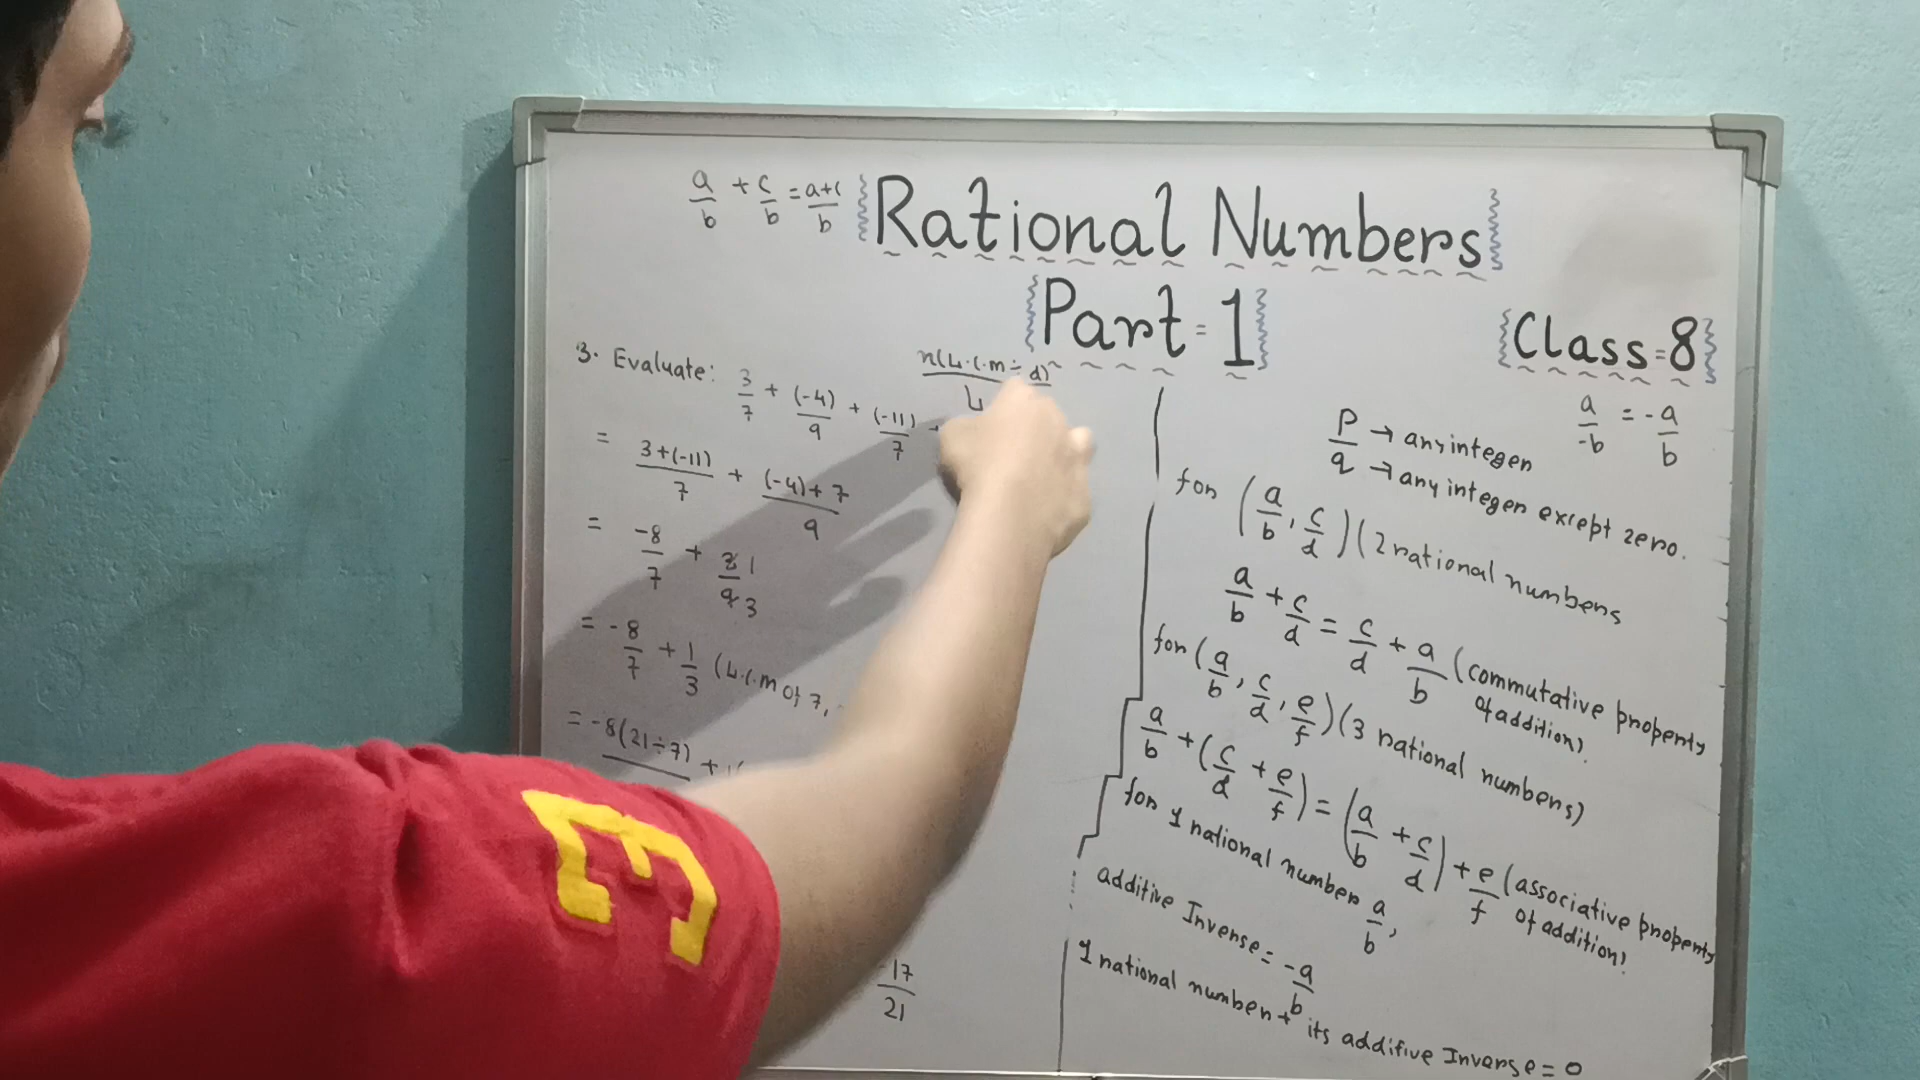 a/b + c/b = a+c/b
Rational Numbers
Part = 1
Class = 8
3. Evaluate: 3/7 + (-4)/9 + (-11)/7 +
n(L.C.m ÷ d)/L
= 3+(-11)/7 + (-4)+7/9
= -8/7 + 3/9 1/3
= -8/7 + 1/3 (L.C.m of 7,
= -8(21÷7) + 1(
-17/21
a/-b = -a/b
p → any integer
q → any integer except zero.
for (a/b, c/d) (2 rational numbers
a/b + c/d = c/d + a/b (commutative property
of addition)
for (a/b, c/d, e/f) (3 rational numbers)
a/b + (c/d + e/f) = (a/b + c/d) + e/f (associative property
of addition)
for 1 rational number a/b,
additive Inverse = -a/b
1 rational number + its additive Inverse = 0
E